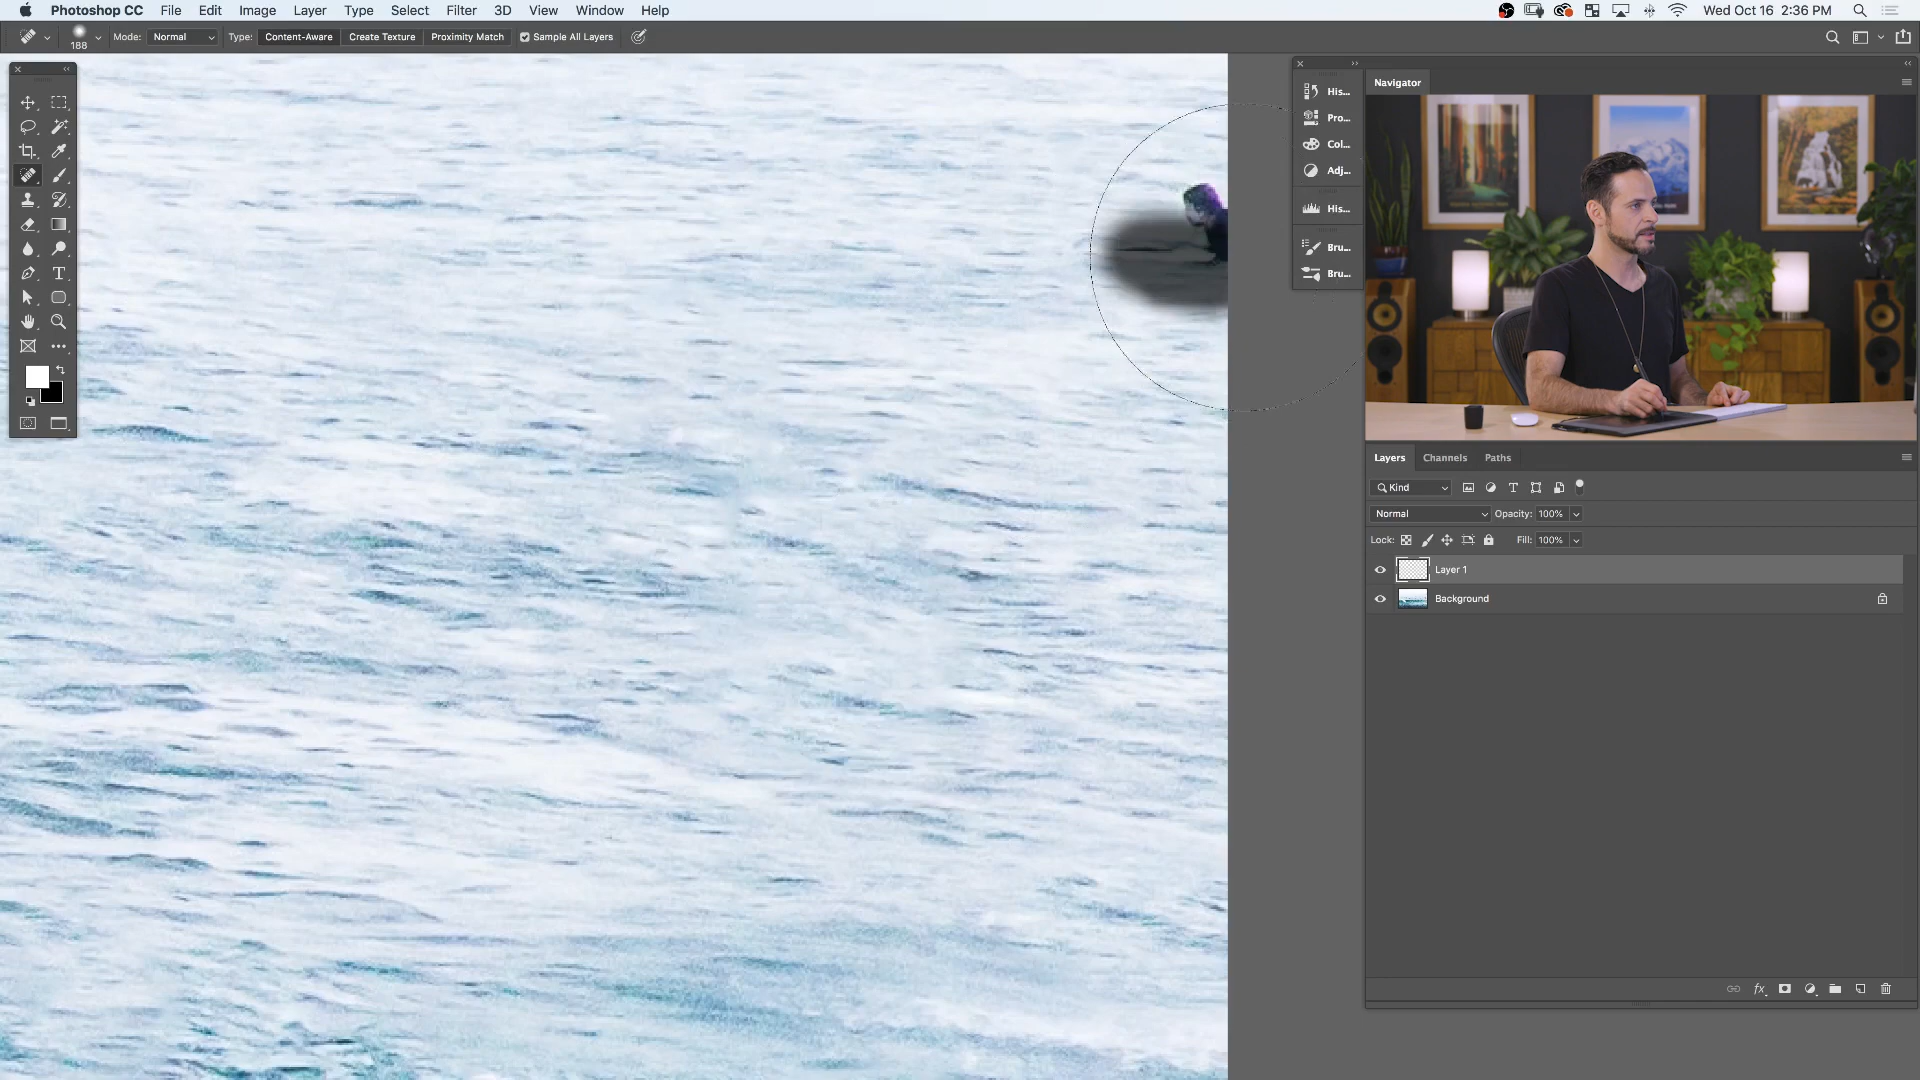 Photoshop CC File Edit Image Layer Type Select Filter 3D View Window Help Wed Oct 16 2:36 PM
188 Mode: Normal Type: Content-Aware Create Texture Proximity Match Sample All Layers
Navigator
His...
Pro...
Col...
Adj...
His...
Bru...
Bru...
Layers Channels Paths
Kind
Normal Opacity: 100%
Lock: Fill: 100%
Layer 1
Background
fx